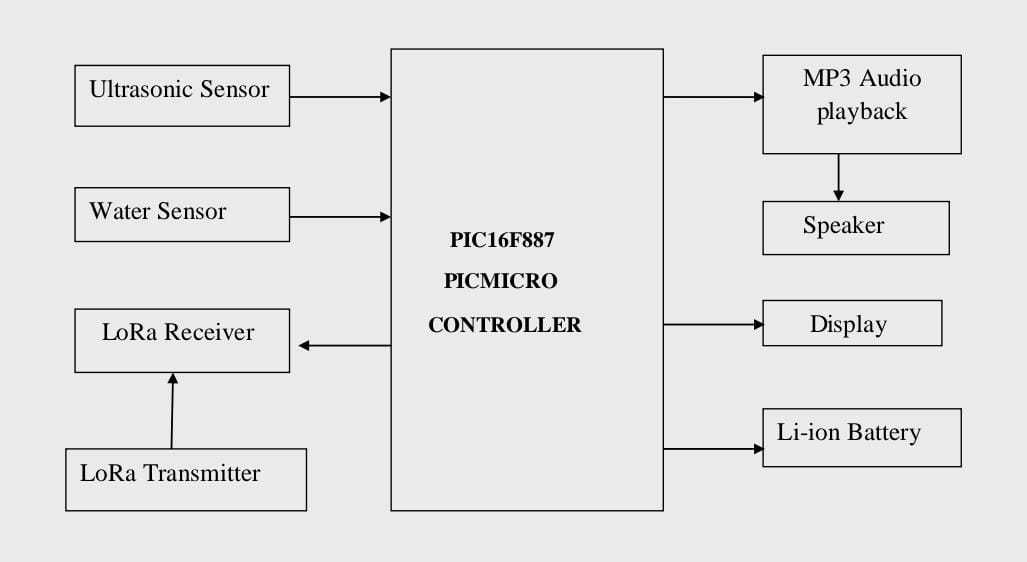 Ultrasonic Sensor
Water Sensor
LoRa Receiver
LoRa Transmitter
PIC16F887
PICMICRO
CONTROLLER
MP3 Audio
playback
Speaker
Display
Li-ion Battery